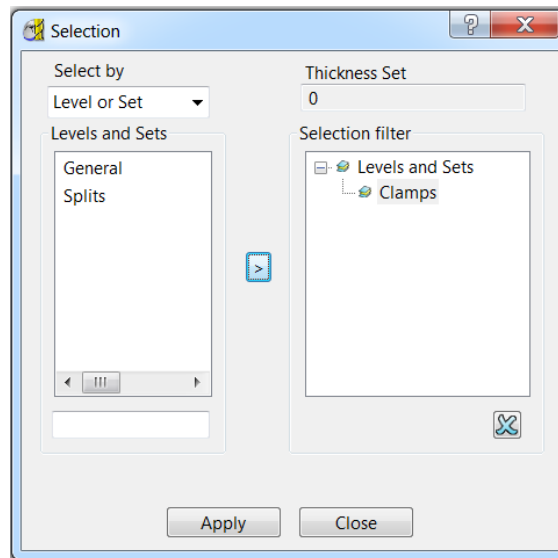 Selection
Select by
Level or Set
Thickness Set
0
Levels and Sets
General
Splits
>
Selection filter
Levels and Sets
Clamps
Apply
Close